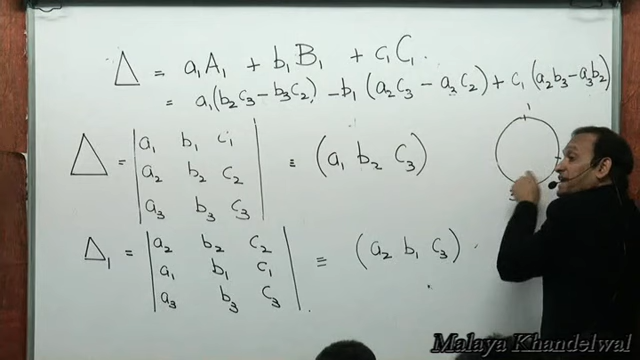 Δ = a₁A₁ + b₁B₁ + c₁C₁.
= a₁(b₂c₃ - b₃c₂) - b₁(a₂c₃ - a₃c₂) + c₁(a₂b₃ - a₃b₂)
Δ = | a₁ b₁ c₁ | ≡ (a₁ b₂ c₃)
| a₂ b₂ c₂ |
| a₃ b₃ c₃ |
1
Δ₁ = | a₂ b₂ c₂ | ≡ (a₂ b₁ c₃).
| a₁ b₁ c₁ |
| a₃ b₃ c₃ |
Malaya Khandelwal